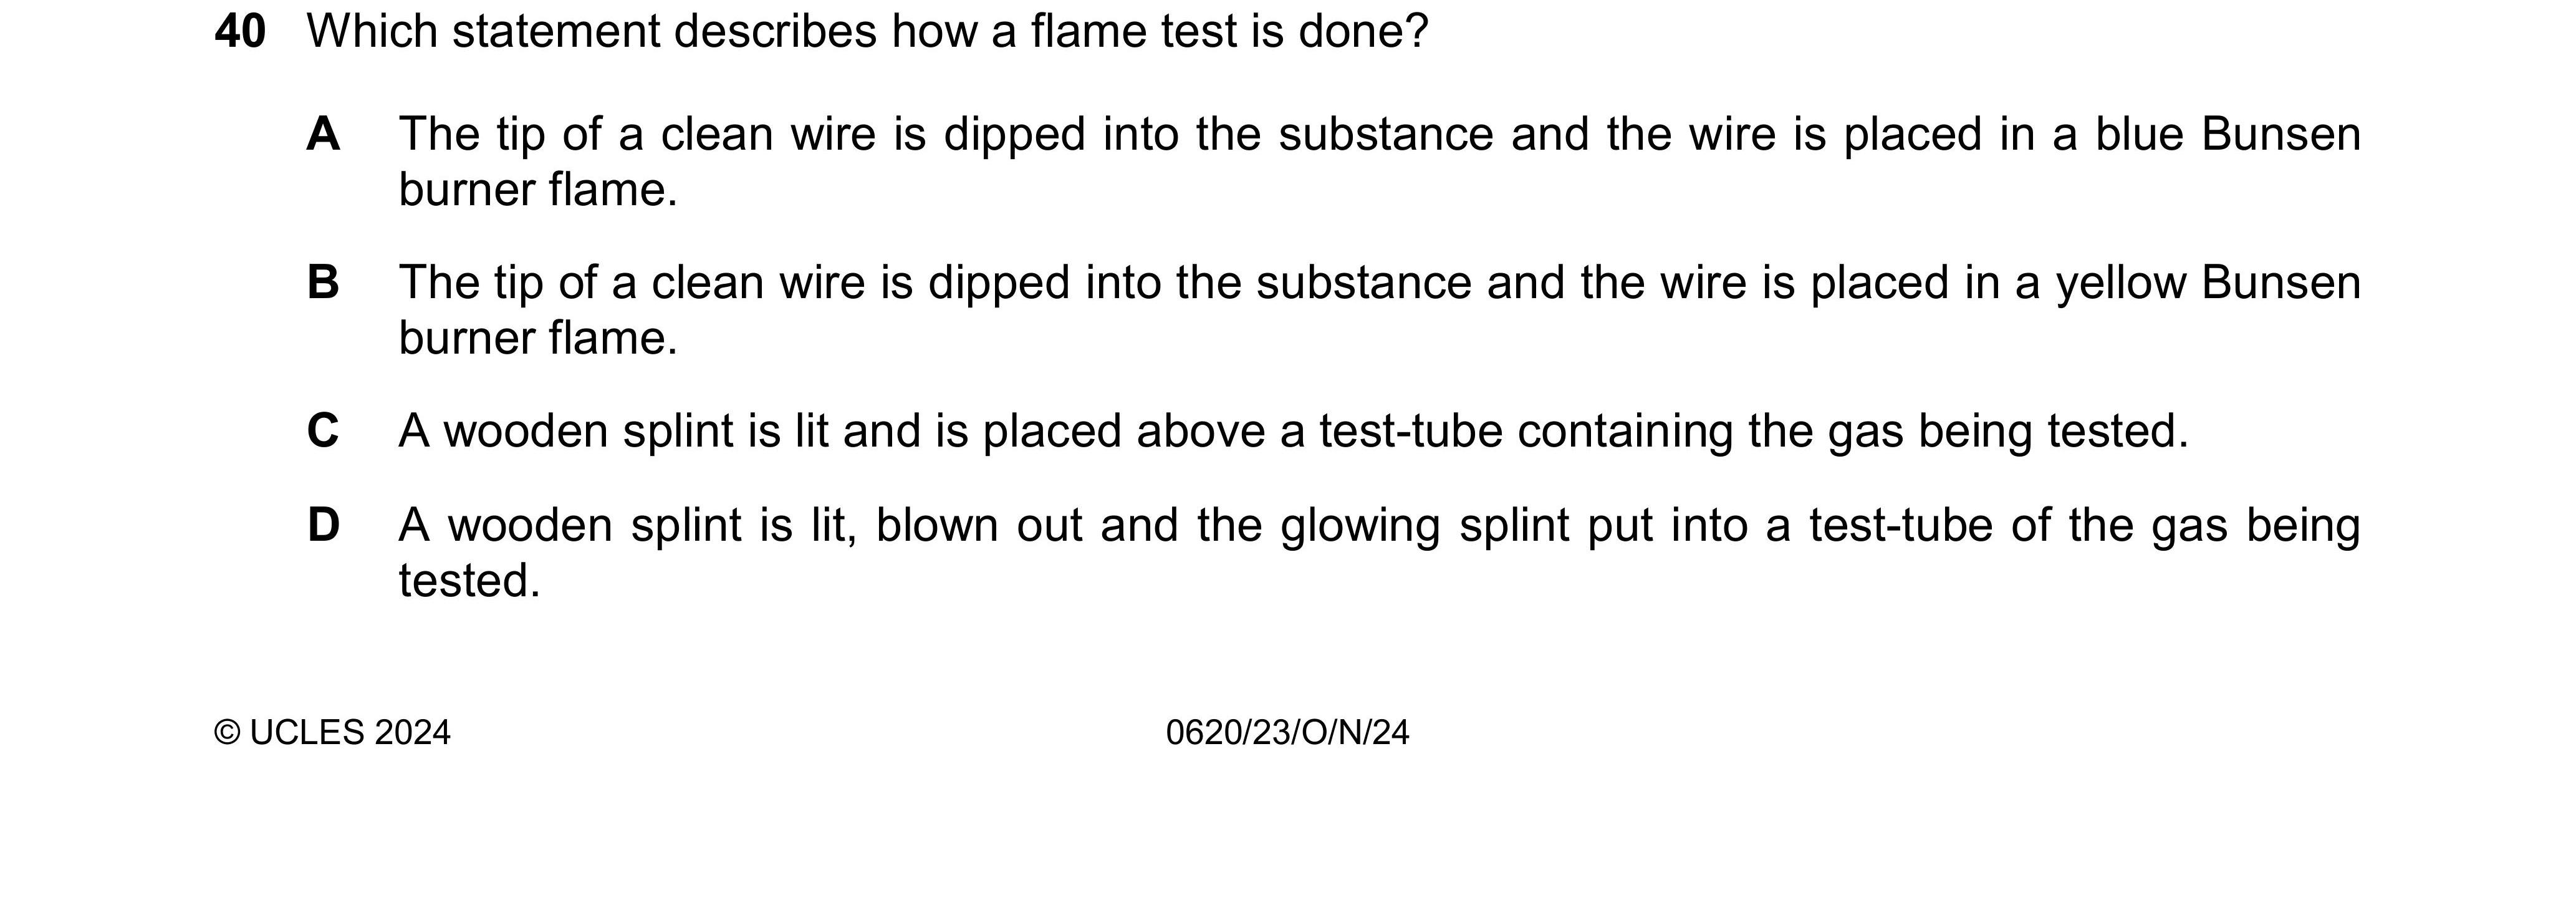 40 Which statement describes how a flame test is done?
A The tip of a clean wire is dipped into the substance and the wire is placed in a blue Bunsen
burner flame.
B The tip of a clean wire is dipped into the substance and the wire is placed in a yellow Bunsen
burner flame.
C A wooden splint is lit and is placed above a test-tube containing the gas being tested.
D A wooden splint is lit, blown out and the glowing splint put into a test-tube of the gas being
tested.
© UCLES 2024 0620/23/O/N/24